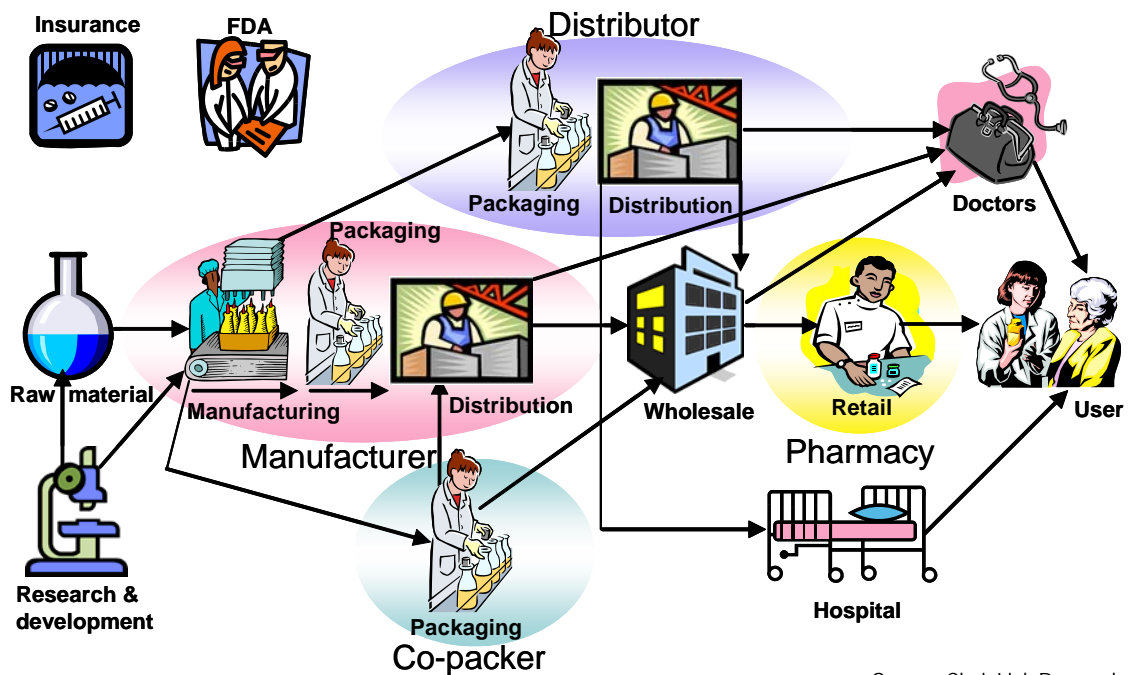 Insurance
FDA
Distributor
Packaging
Distribution
Doctors
Packaging
Raw material
Manufacturing
Distribution
Wholesale
Retail
User
Manufacturer
Pharmacy
Research &
development
Hospital
Packaging
Co-packer